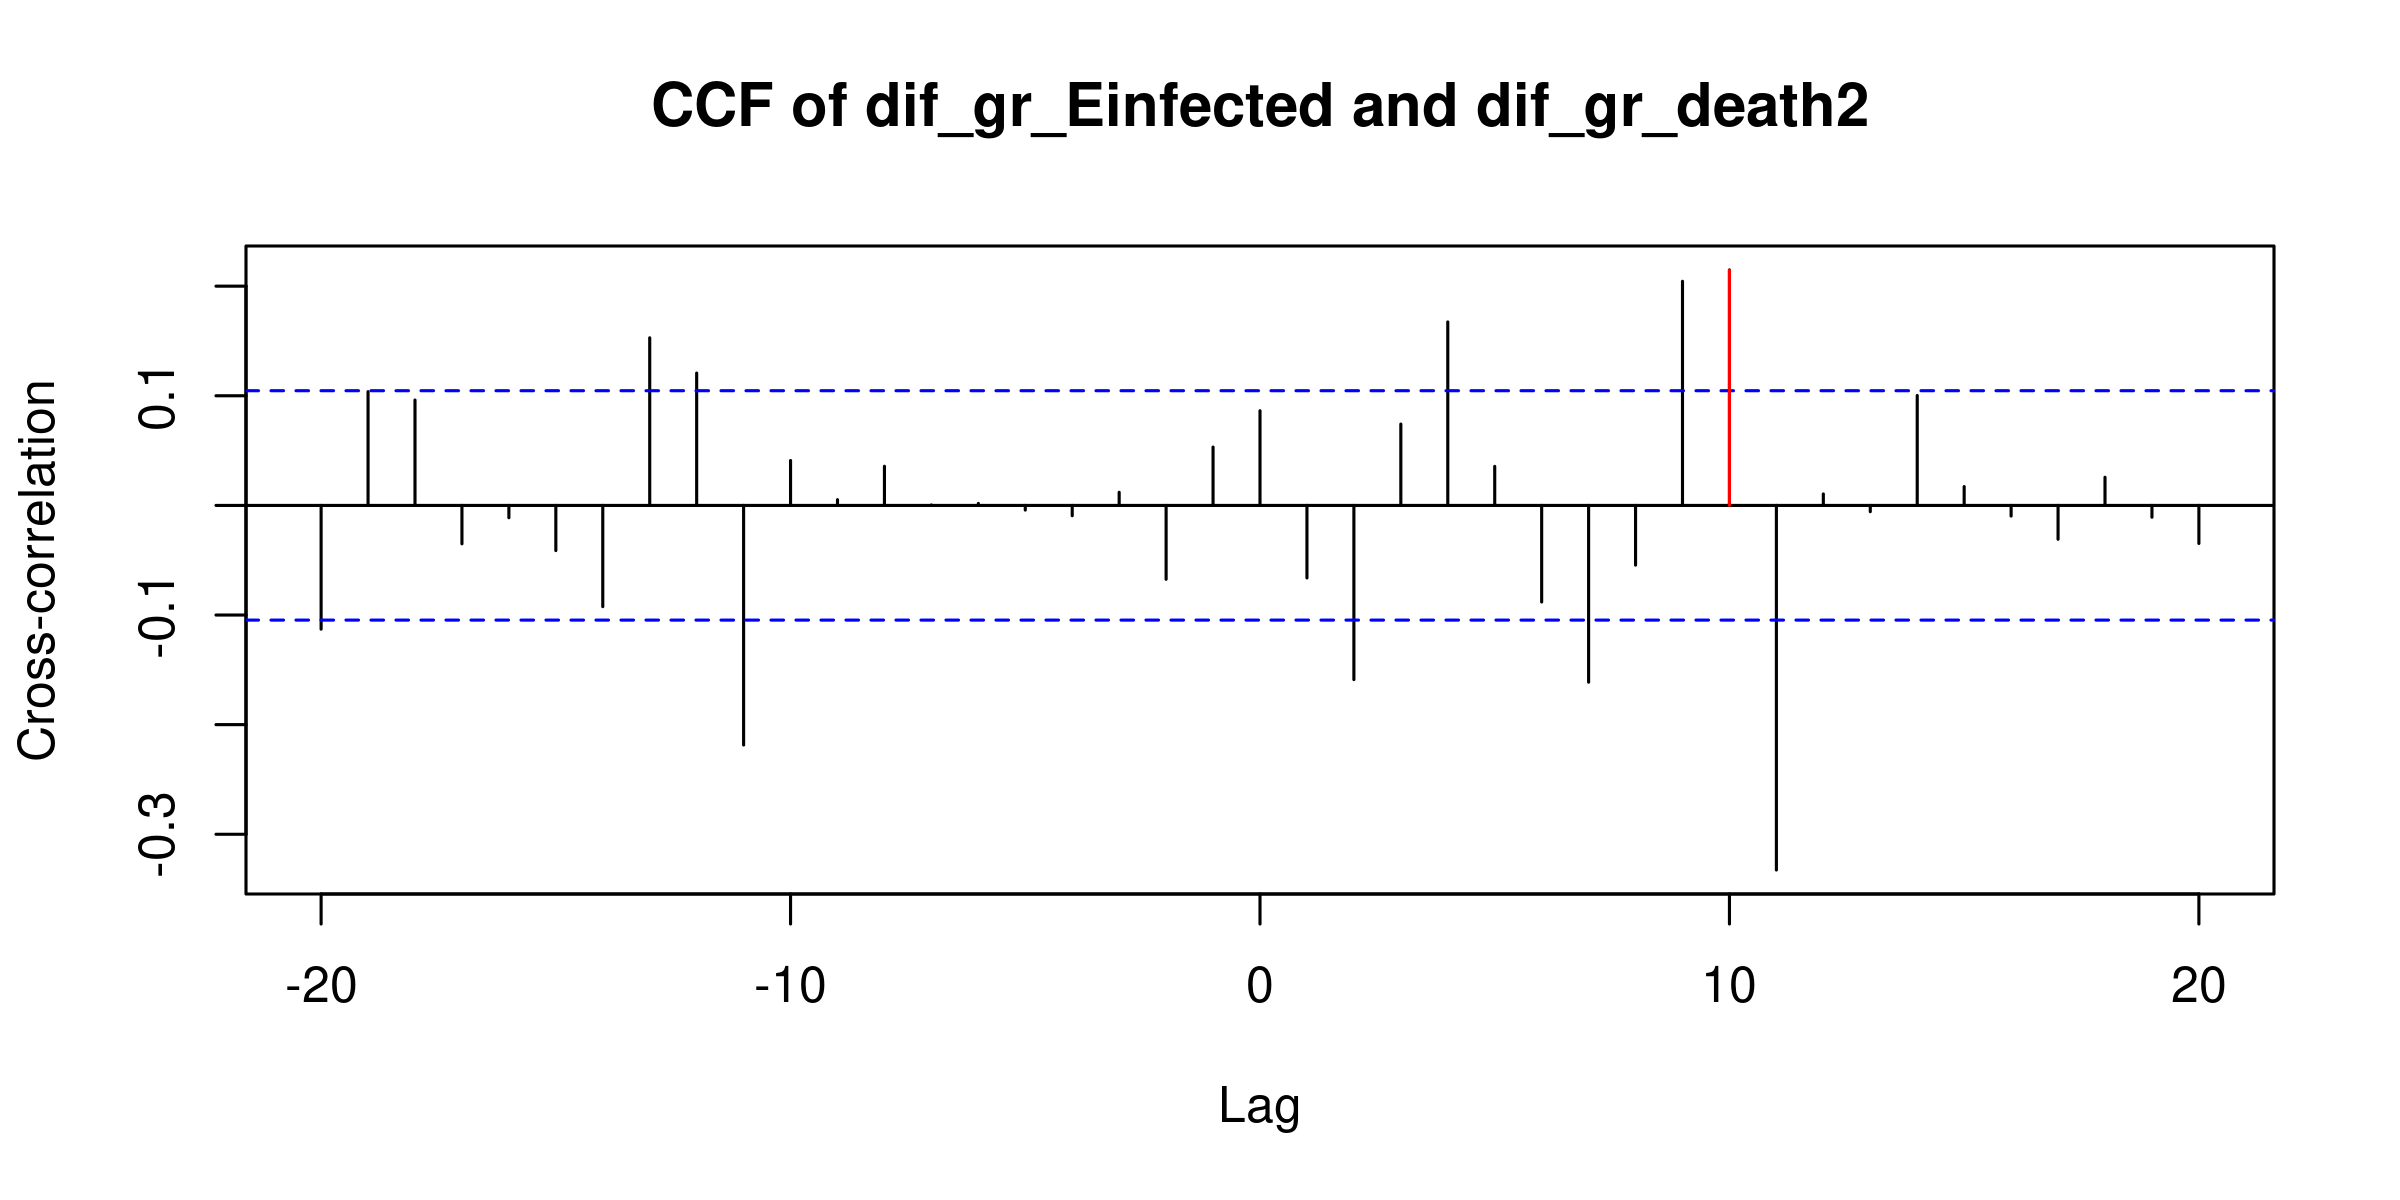 CCF of dif_gr_Einfected and dif_gr_death2
Cross-correlation
0.1
-0.1
-0.3
-20
-10
0
10
20
Lag